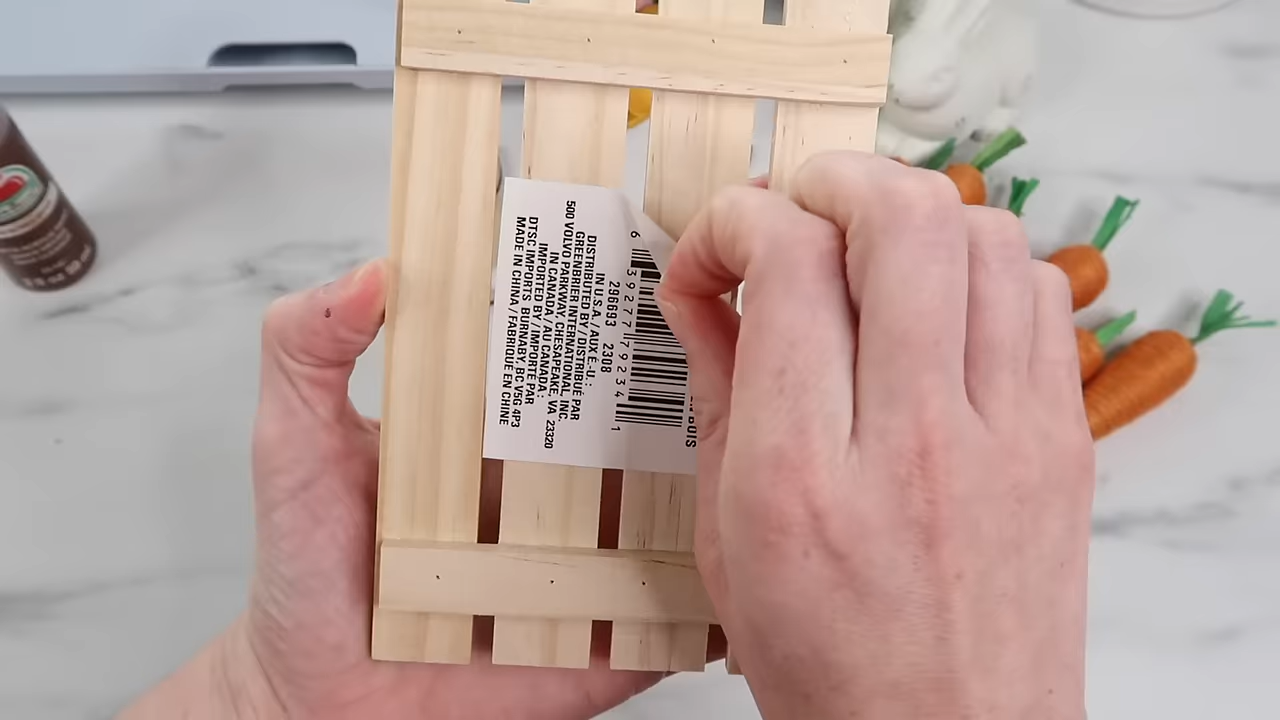 EN BOIS
6 39277 79234 1
296693 2308
IN U.S.A. / AUX É.-U. :
DISTRIBUTED BY / DISTRIBUÉ PAR
GREENBRIER INTERNATIONAL, INC.
500 VOLVO PARKWAY, CHESAPEAKE, VA 23320
IN CANADA / AU CANADA :
IMPORTED BY / IMPORTÉ PAR
DTSC IMPORTS BURNABY, BC V5G 4P3
MADE IN CHINA / FABRIQUÉ EN CHINE